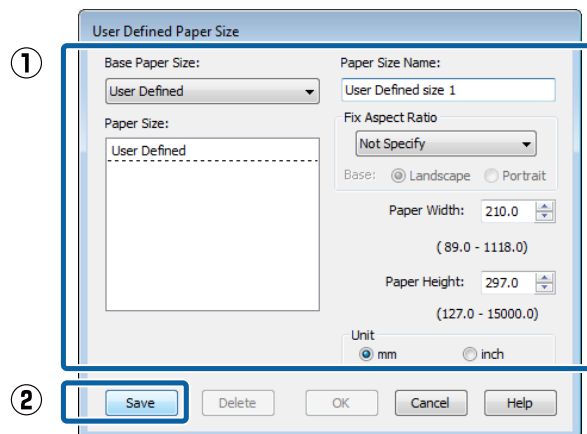 User Defined Paper Size
1
Base Paper Size:
User Defined
Paper Size:
User Defined
Paper Size Name:
User Defined size 1
Fix Aspect Ratio
Not Specify
Base: Landscape Portrait
Paper Width: 210.0
( 89.0 - 1118.0)
Paper Height: 297.0
(127.0 - 15000.0)
Unit
mm inch
2
Save Delete OK Cancel Help